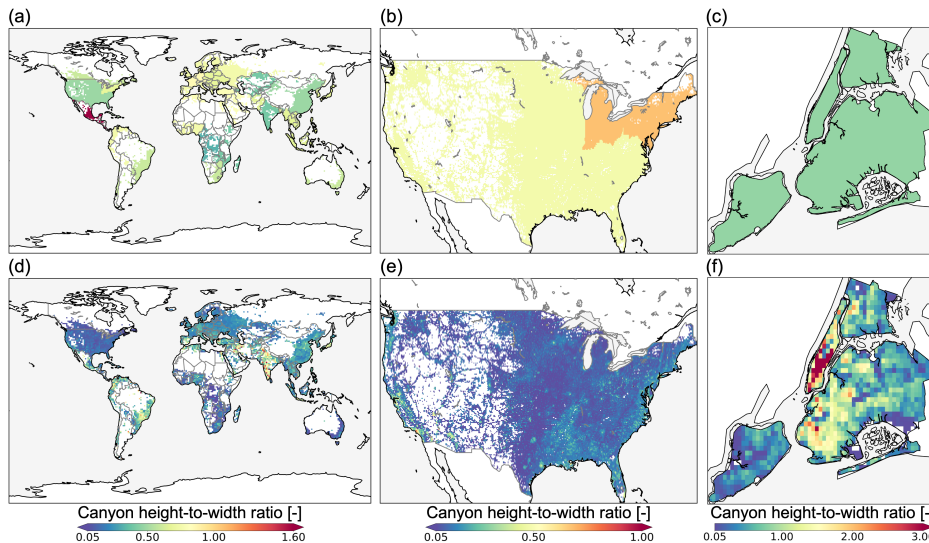 (a) (b) (c)
(d) (e) (f)
Canyon height-to-width ratio [-] Canyon height-to-width ratio [-] Canyon height-to-width ratio [-]
0.05 0.50 1.00 1.60 0.05 0.50 1.00 0.05 1.00 2.00 3.0